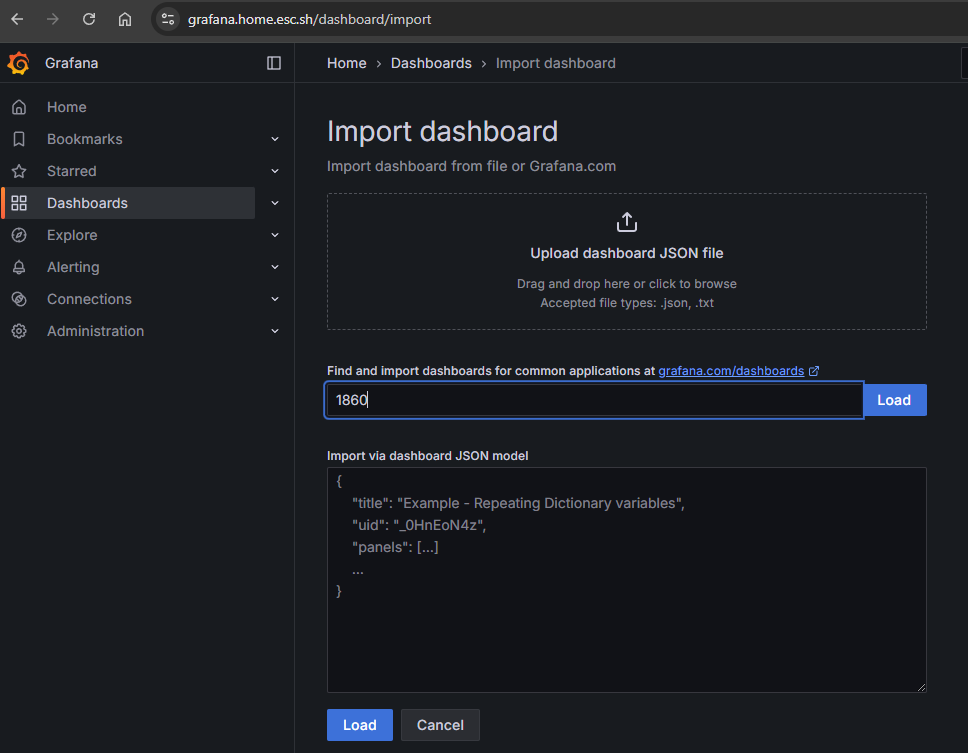 grafana.home.esc.sh/dashboard/import
Grafana
Home › Dashboards › Import dashboard
Home
Bookmarks
Starred
Dashboards
Explore
Alerting
Connections
Administration
Import dashboard
Import dashboard from file or Grafana.com
Upload dashboard JSON file
Drag and drop here or click to browse
Accepted file types: .json, .txt
Find and import dashboards for common applications at grafana.com/dashboards
1860
Load
Import via dashboard JSON model
{
"title": "Example - Repeating Dictionary variables",
"uid": "_0HnEoN4z",
"panels": [...]
...
}
Load
Cancel